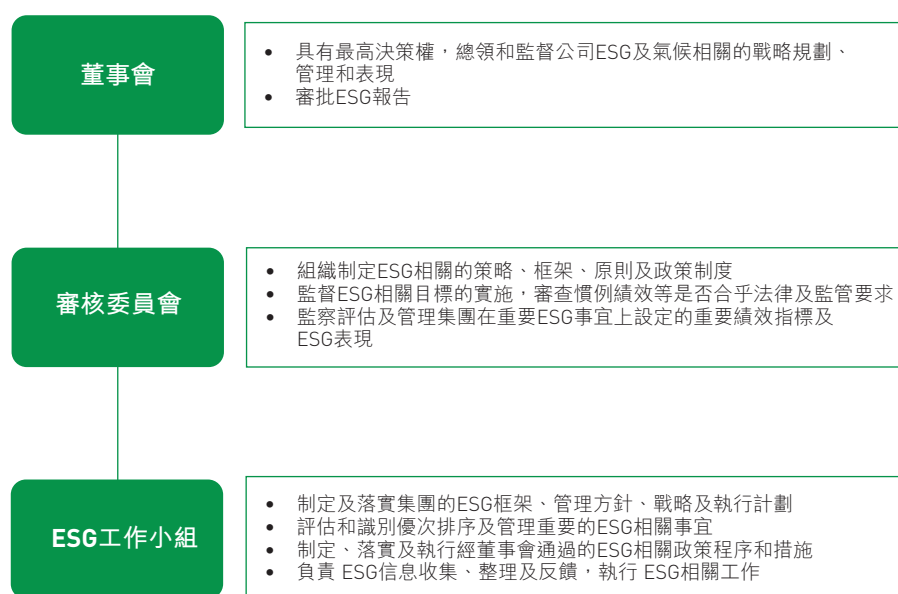 董事會
• 具有最高決策權，總領和監督公司ESG及氣候相關的戰略規劃、
管理和表現
• 審批ESG報告
審核委員會
• 組織制定ESG相關的策略、框架、原則及政策制度
• 監督ESG相關目標的實施，審查慣例績效等是否合乎法律及監管要求
• 監察評估及管理集團在重要ESG事宜上設定的重要績效指標及
ESG表現
ESG工作小組
• 制定及落實集團的ESG框架、管理方針、戰略及執行計劃
• 評估和識別優次排序及管理重要的ESG相關事宜
• 制定、落實及執行經董事會通過的ESG相關政策程序和措施
• 負責 ESG信息收集、整理及反饋，執行 ESG相關工作